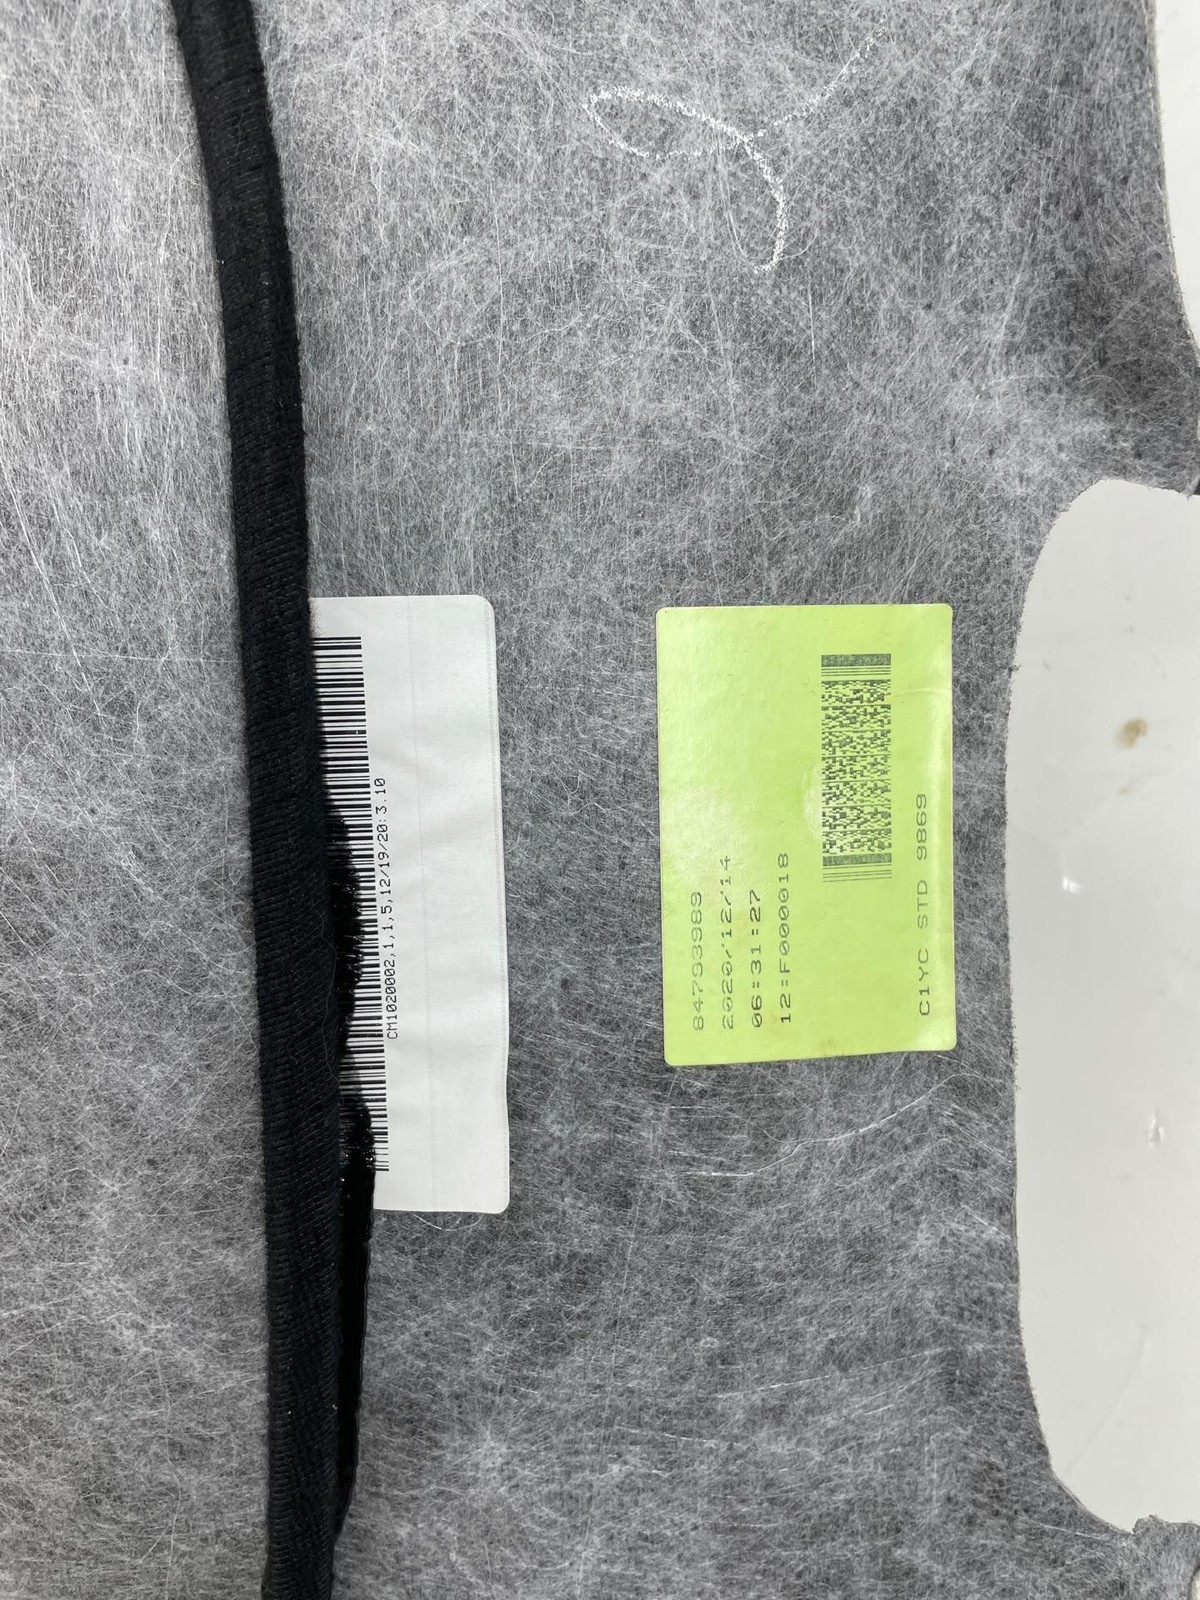 CM1020002,1,1,5,12/19/20:3.10
84793989
2020/12/14
06:31:27
12:F000018
C1YC STD 9869